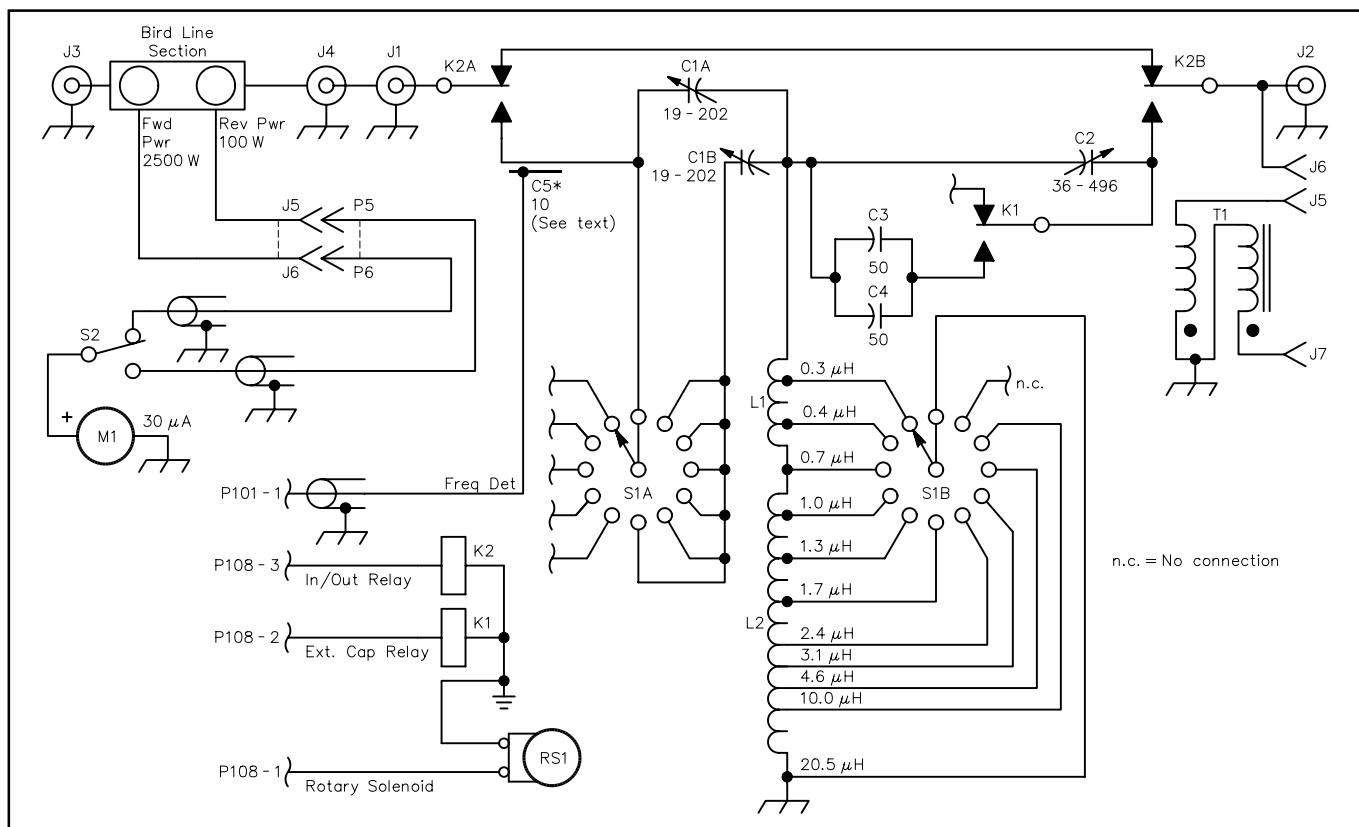 Bird Line
Section
J3
J4
J1
K2A
C1A
19 - 202
K2B
J2
Fwd
Pwr
2500 W
Rev Pwr
100 W
C5*
10
(See text)
C1B
19 - 202
C2
36 - 496
K1
J6
J5
T1
J7
J5
P5
J6
P6
C3
50
C4
50
S2
+
M1
30 µA
0.3 µH
n.c.
L1
0.4 µH
0.7 µH
P101 - 1
Freq Det
S1A
1.0 µH
S1B
1.3 µH
P108 - 3
In/Out Relay
K2
n.c. = No connection
1.7 µH
L2
P108 - 2
Ext. Cap Relay
K1
2.4 µH
3.1 µH
4.6 µH
10.0 µH
RS1
P108 - 1
Rotary Solenoid
20.5 µH